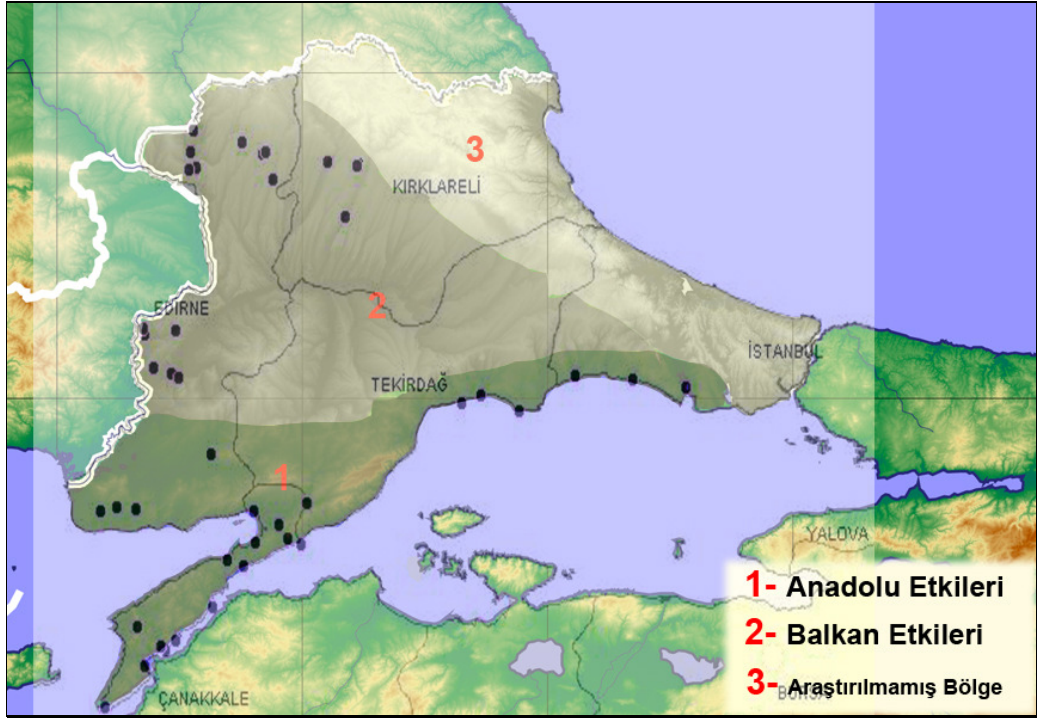 3
KIRKLARELİ
EDİRNE
2
İSTANBUL
TEKİRDAĞ
1
YALOVA
1- Anadolu Etkileri
2- Balkan Etkileri
3- Araştırılmamış Bölge
ÇANAKKALE
BURSA